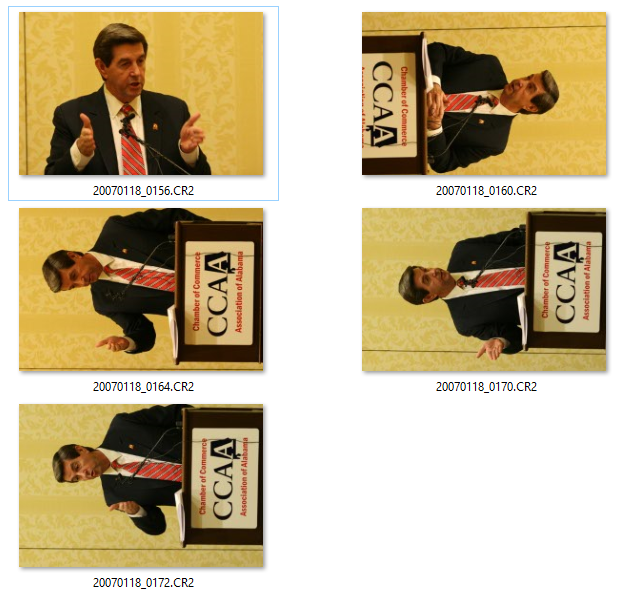 20070118_0156.CR2
Chamber of Commerce
CCAA
20070118_0160.CR2
Chamber of Commerce
CCAA
Association of Alabama
20070118_0164.CR2
Chamber of Commerce
CCAA
Association of Alabama
20070118_0170.CR2
Chamber of Commerce
CCAA
Association of Alabama
20070118_0172.CR2